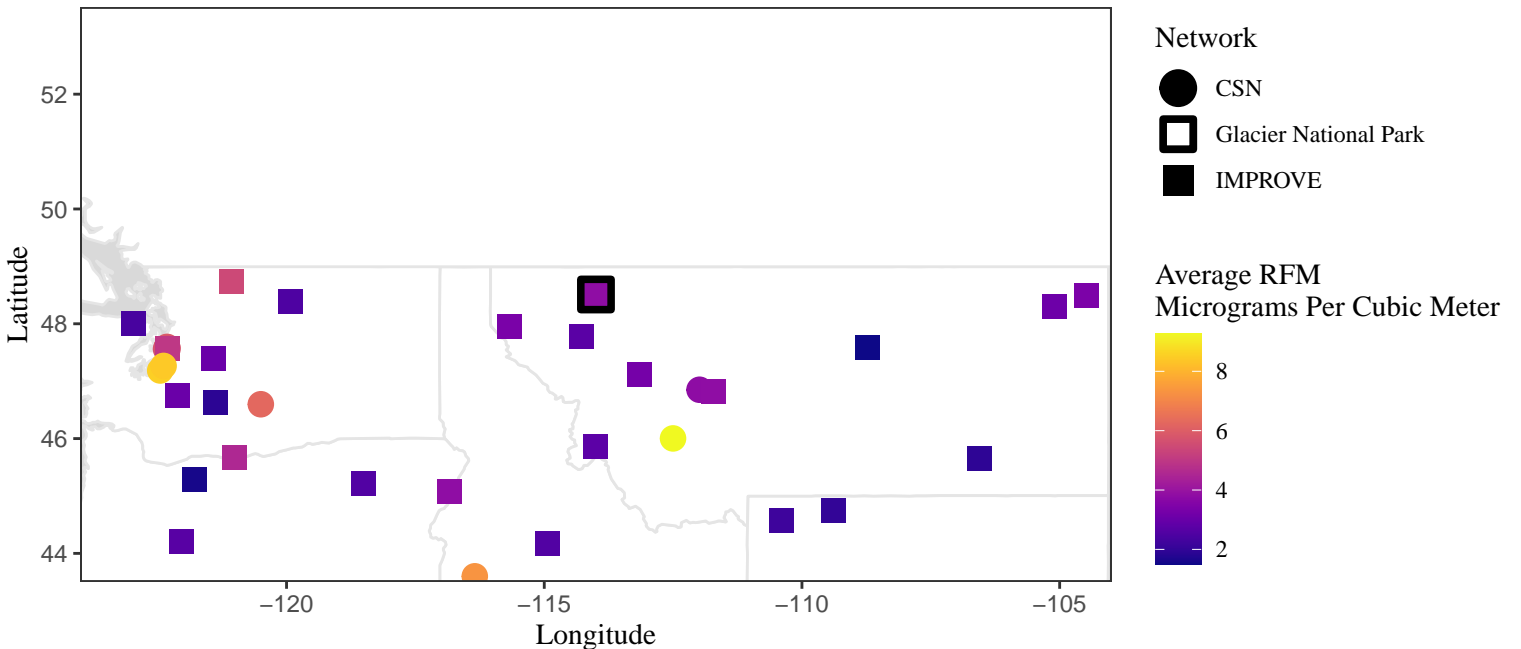 52
50
48
46
44
Latitude
−120
−115
−110
−105
Longitude
Network
CSN
Glacier National Park
IMPROVE
Average RFM
Micrograms Per Cubic Meter
8
6
4
2